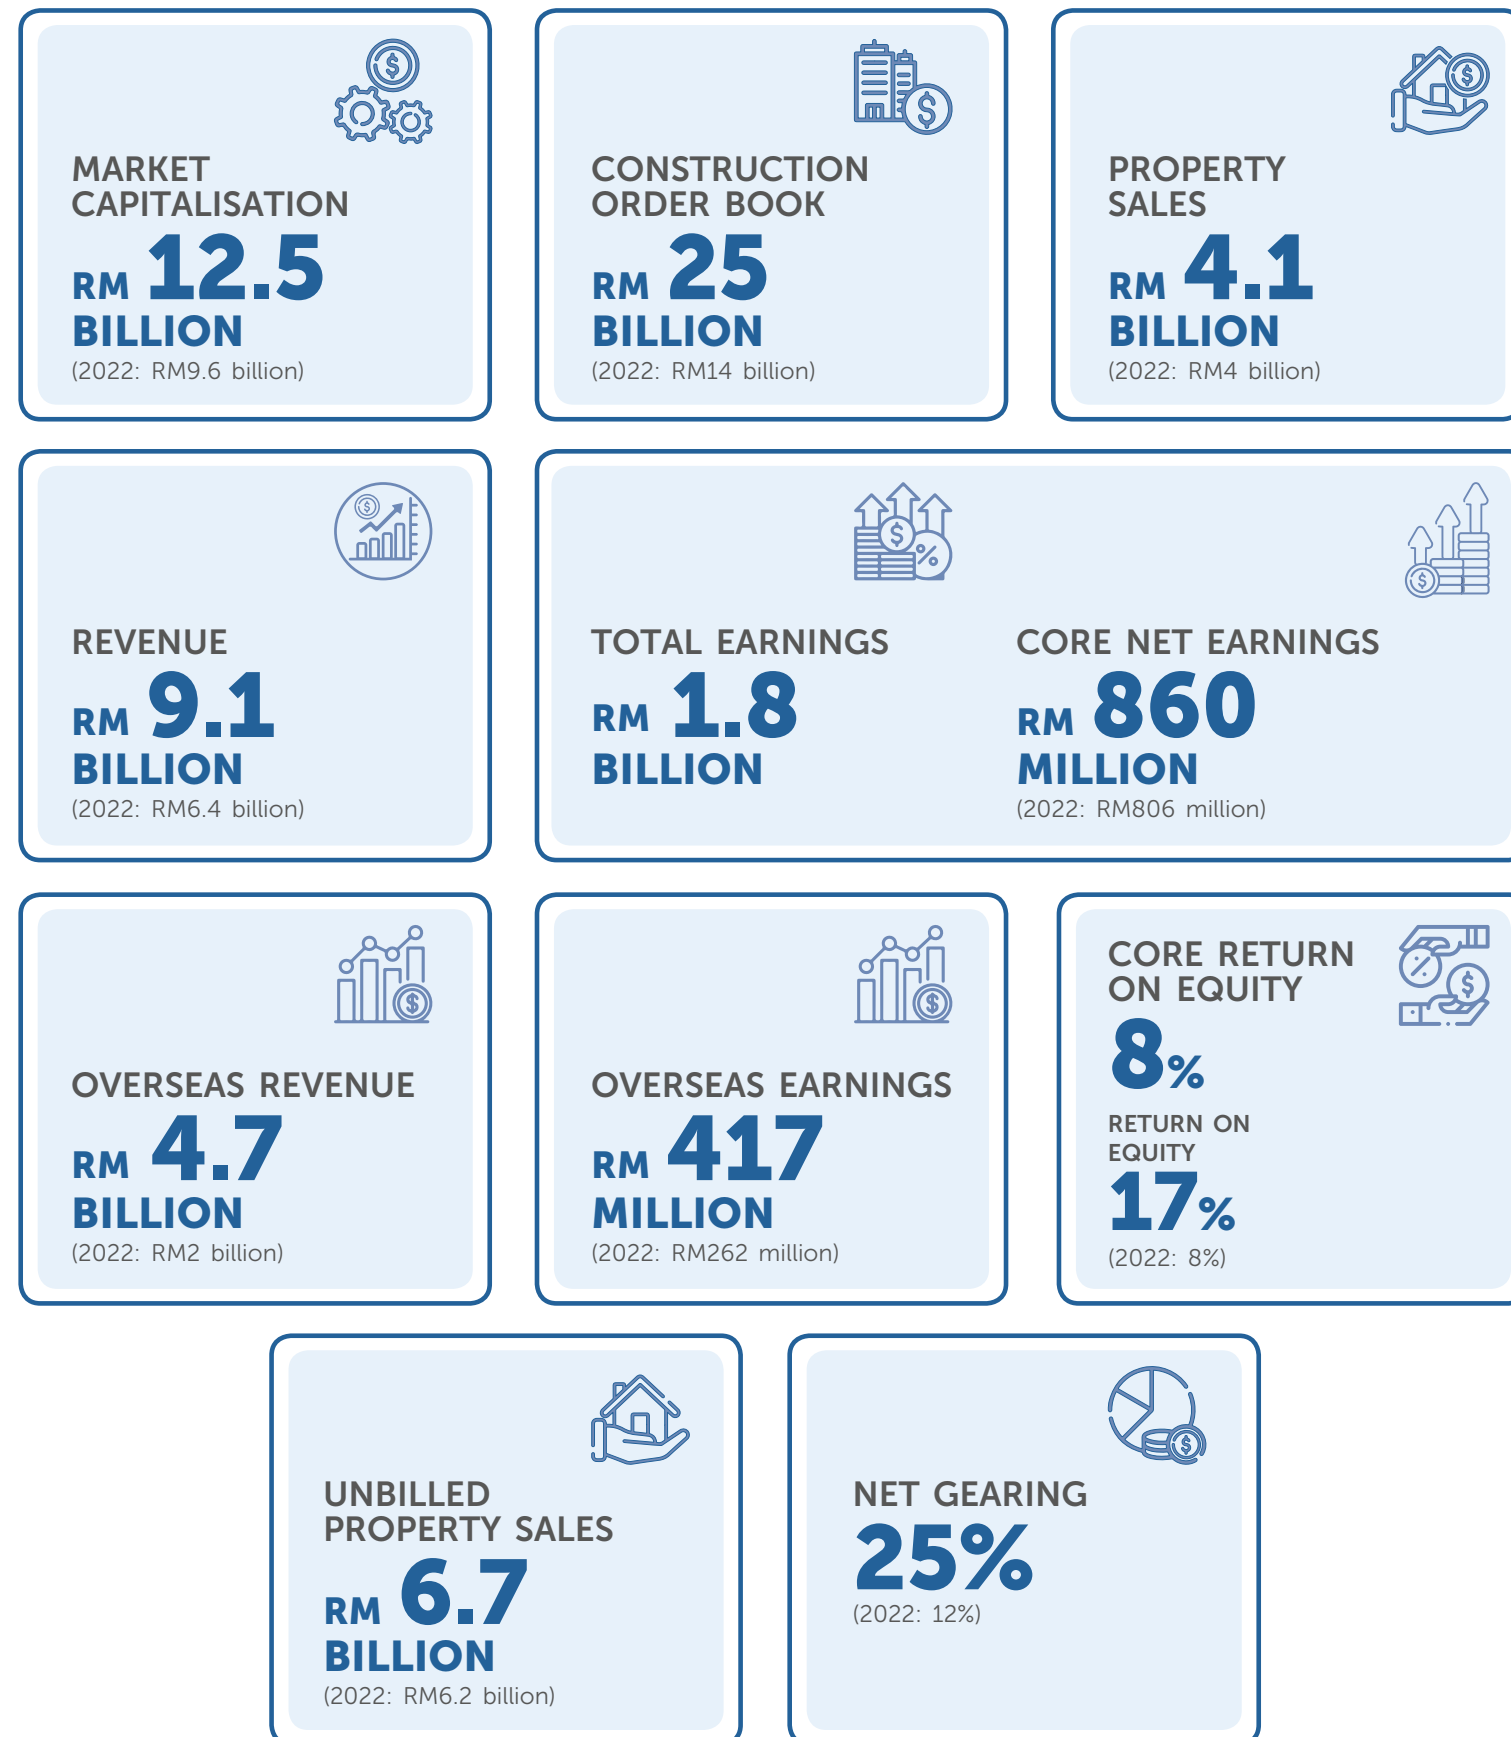 MARKET
CAPITALISATION
RM 12.5
BILLION
(2022: RM9.6 billion)
CONSTRUCTION
ORDER BOOK
RM 25
BILLION
(2022: RM14 billion)
PROPERTY
SALES
RM 4.1
BILLION
(2022: RM4 billion)
REVENUE
RM 9.1
BILLION
(2022: RM6.4 billion)
TOTAL EARNINGS
RM 1.8
BILLION
CORE NET EARNINGS
RM 860
MILLION
(2022: RM806 million)
OVERSEAS REVENUE
RM 4.7
BILLION
(2022: RM2 billion)
OVERSEAS EARNINGS
RM 417
MILLION
(2022: RM262 million)
CORE RETURN
ON EQUITY
8%
RETURN ON
EQUITY
17%
(2022: 8%)
UNBILLED
PROPERTY SALES
RM 6.7
BILLION
(2022: RM6.2 billion)
NET GEARING
25%
(2022: 12%)